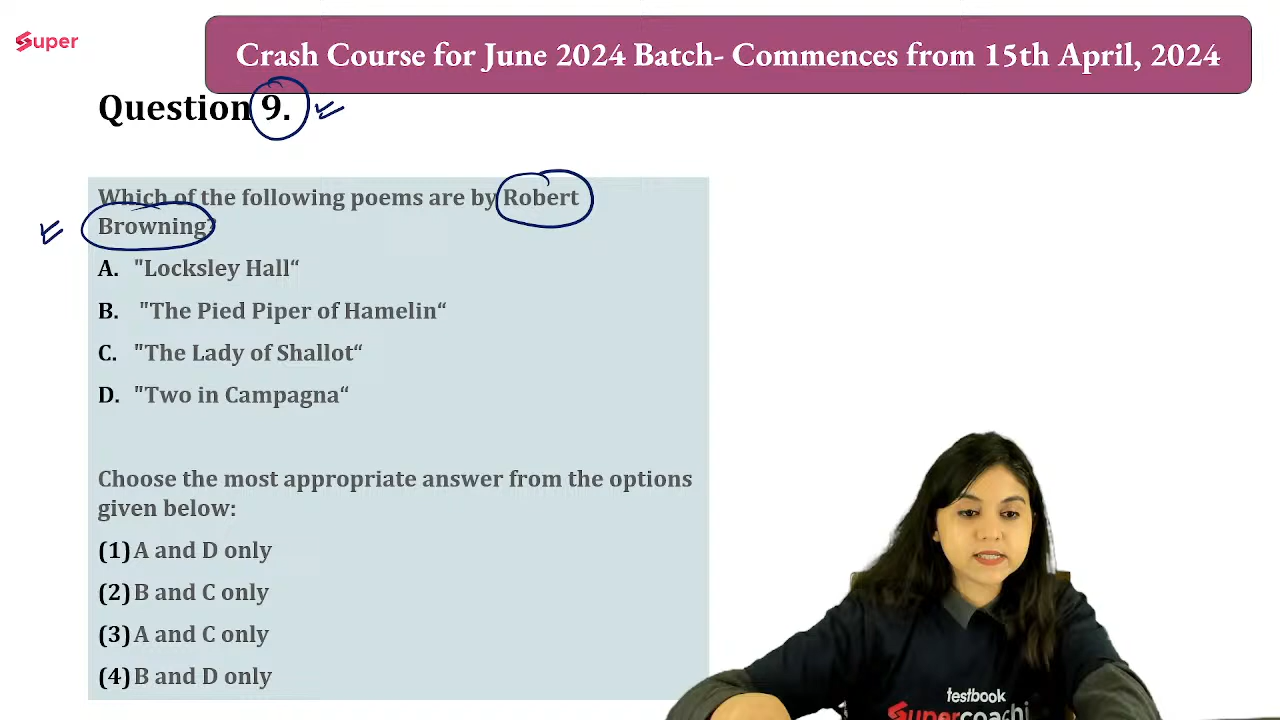 Super
Crash Course for June 2024 Batch- Commences from 15th April, 2024
Question 9.
Which of the following poems are by Robert
Browning?
A. "Locksley Hall“
B. "The Pied Piper of Hamelin“
C. "The Lady of Shallot“
D. "Two in Campagna“
Choose the most appropriate answer from the options
given below:
(1) A and D only
(2) B and C only
(3) A and C only
(4) B and D only
testbook
Supercoachi